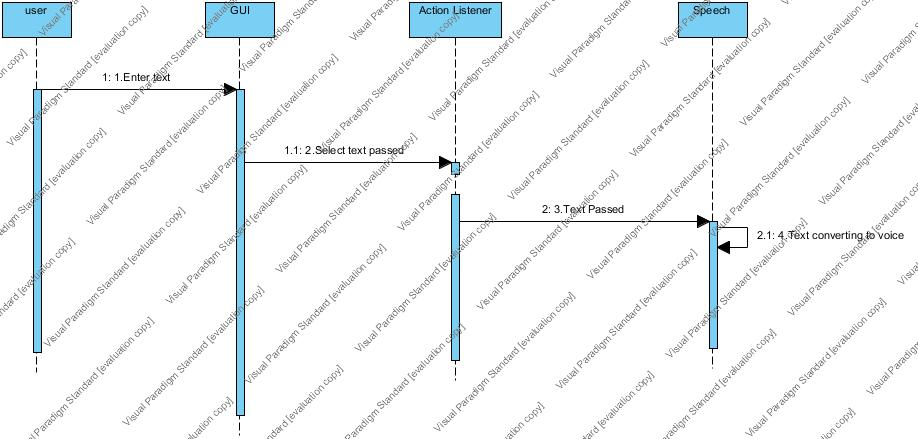 user
GUI
Action Listener
Speech
1: 1.Enter text
1.1: 2.Select text passed
2: 3.Text Passed
2.1: 4.Text converting to voice
Visual Paradigm Standard [evaluation copy]